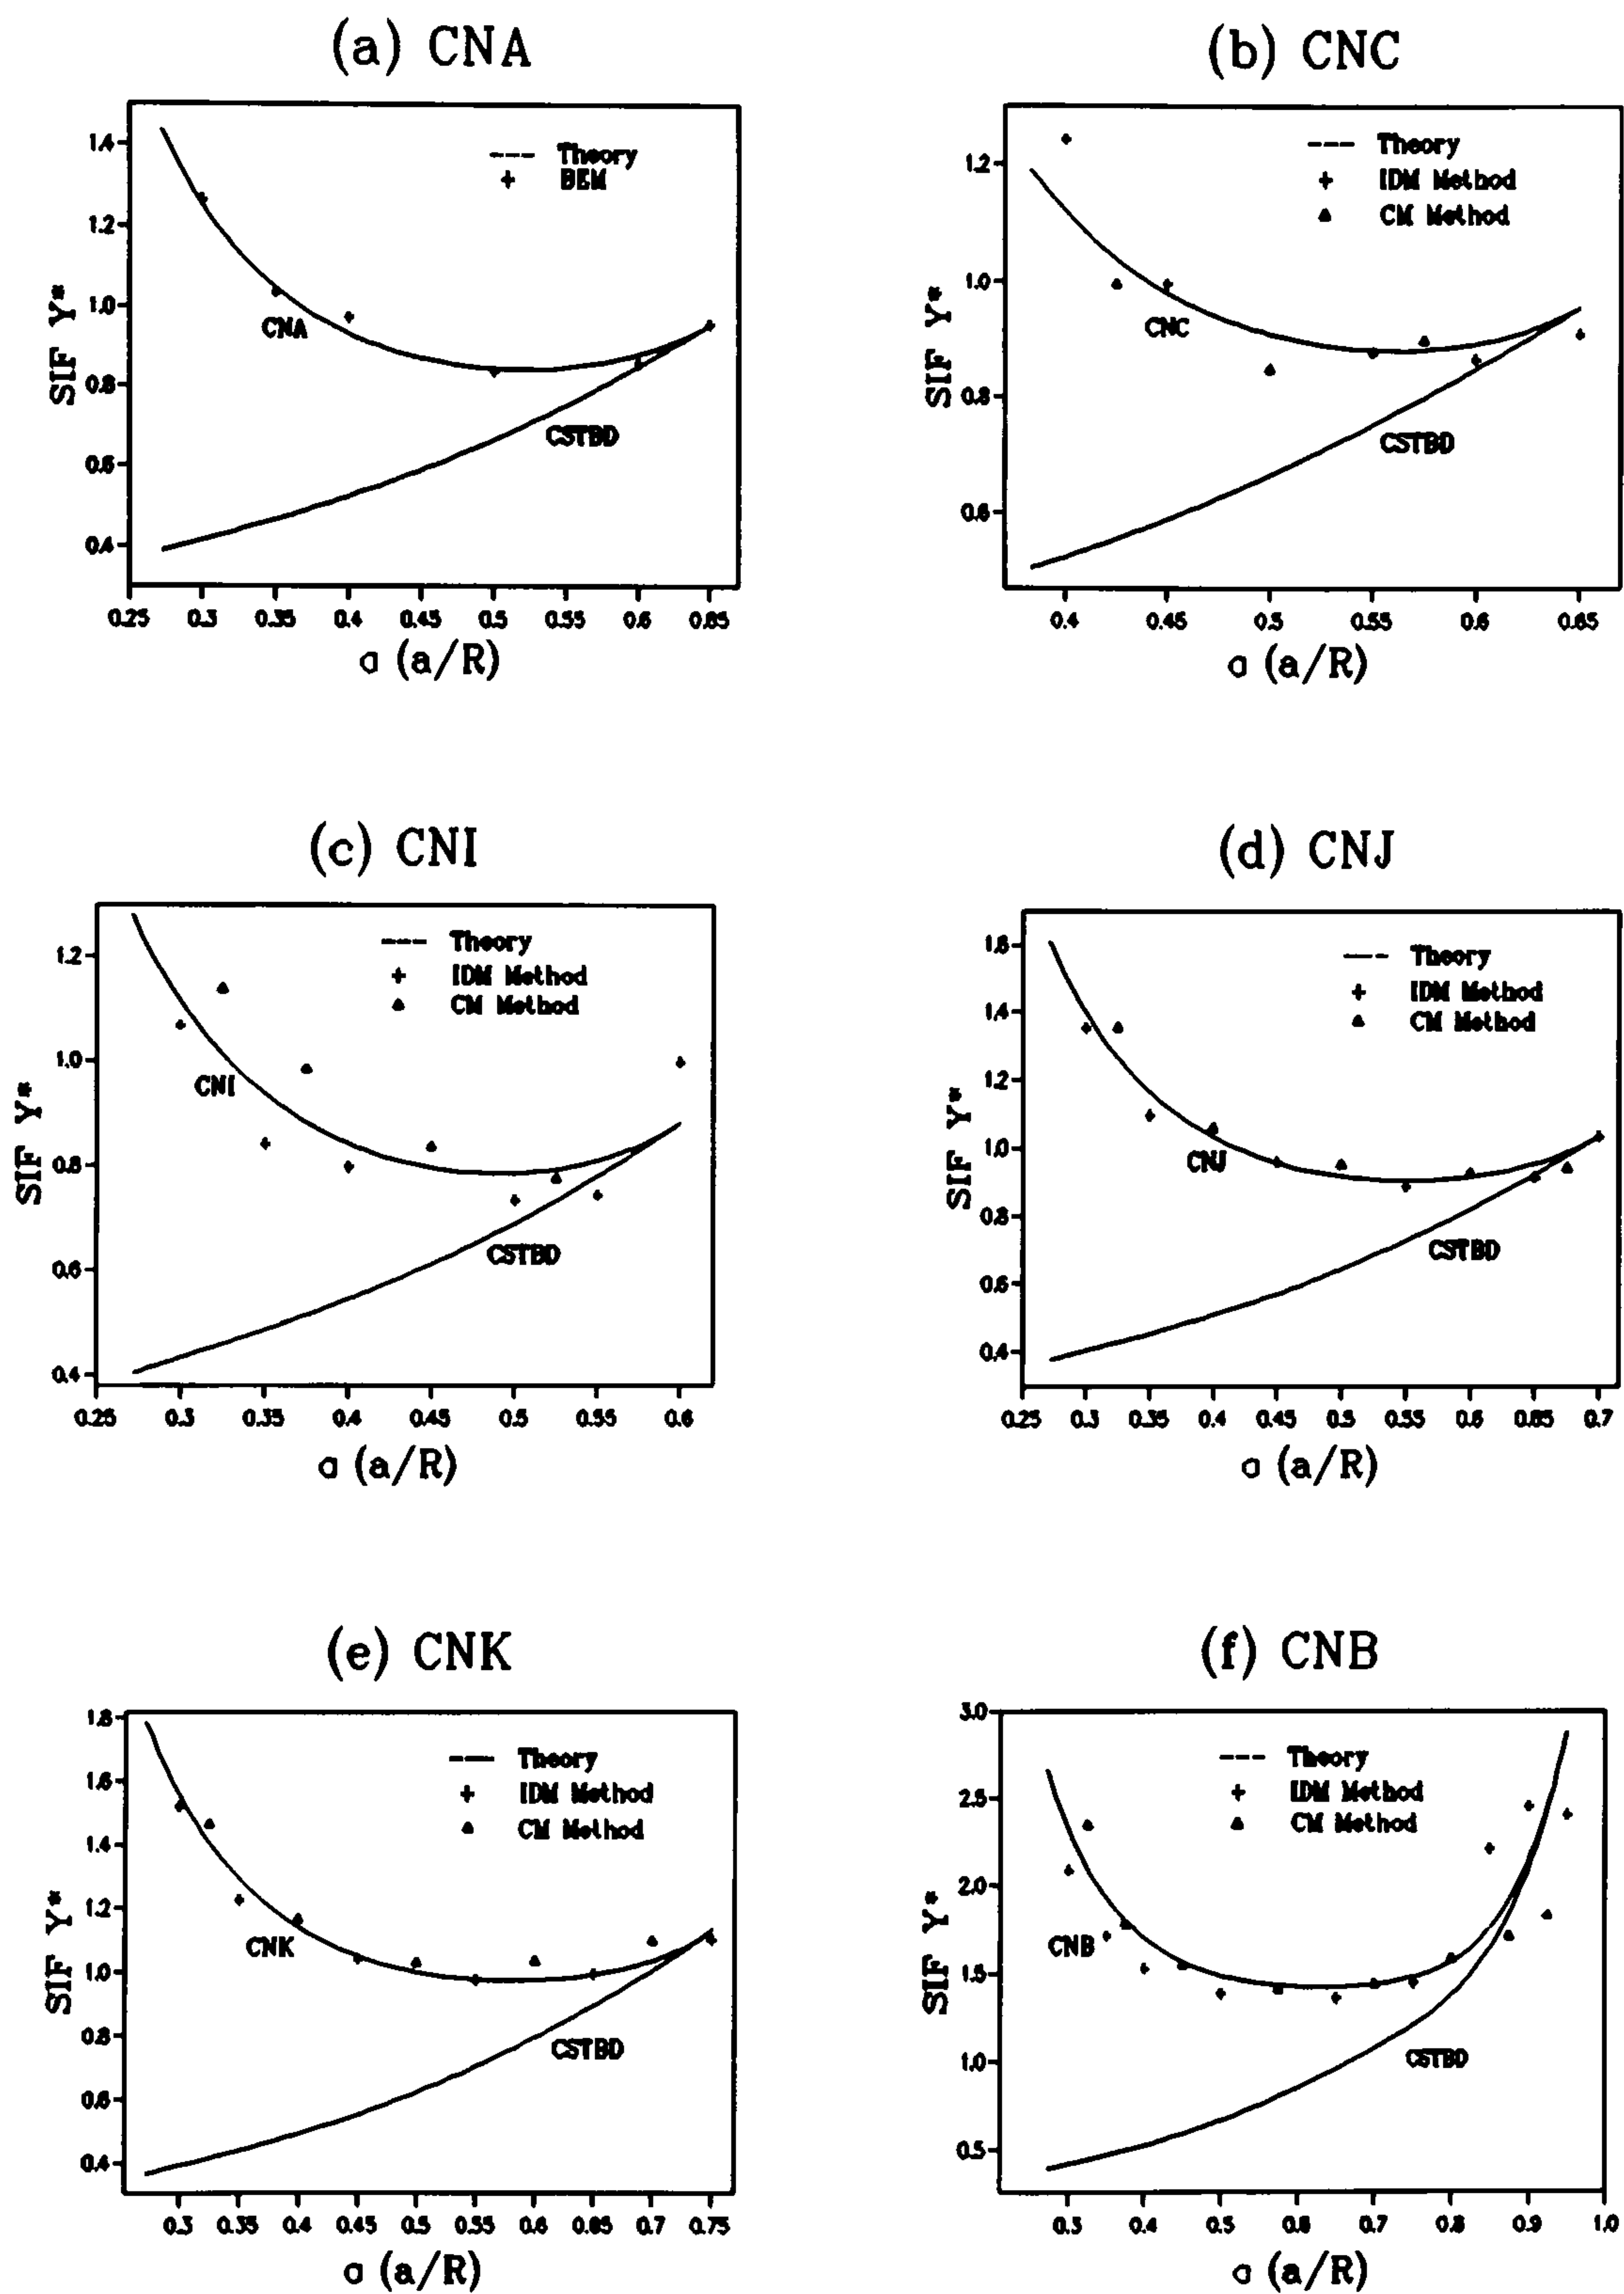 (a) CNA
1.4
1.2
1.0
0.8
0.6
0.4
SIF Y*
Theory
BEM
CNA
CSTBD
0.25 0.3 0.35 0.4 0.45 0.5 0.55 0.6 0.65
α (a/R)
(b) CNC
1.2
1.0
0.8
0.6
SIF Y*
Theory
IDM Method
CM Method
CNC
CSTBD
0.4 0.45 0.5 0.55 0.6 0.65
α (a/R)
(c) CNI
1.2
1.0
0.8
0.6
0.4
SIF Y*
Theory
IDM Method
CM Method
CNI
CSTBD
0.25 0.3 0.35 0.4 0.45 0.5 0.55 0.6
α (a/R)
(d) CNJ
1.6
1.4
1.2
1.0
0.8
0.6
0.4
SIF Y*
Theory
IDM Method
CM Method
CNJ
CSTBD
0.25 0.3 0.35 0.4 0.45 0.5 0.55 0.6 0.65 0.7
α (a/R)
(e) CNK
1.8
1.6
1.4
1.2
1.0
0.8
0.6
0.4
SIF Y*
Theory
IDM Method
CM Method
CNK
CSTBD
0.3 0.35 0.4 0.45 0.5 0.55 0.6 0.65 0.7 0.75
α (a/R)
(f) CNB
3.0
2.5
2.0
1.5
1.0
0.5
SIF Y*
Theory
IDM Method
CM Method
CNB
CSTBD
0.3 0.4 0.5 0.6 0.7 0.8 0.9 1.0
α (a/R)